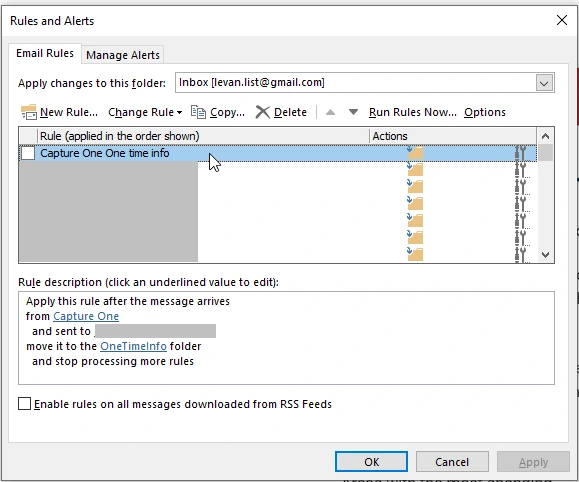 Rules and Alerts
Email Rules
Manage Alerts
Apply changes to this folder:
Inbox [levan.list@gmail.com]
New Rule...
Change Rule
Copy...
Delete
Run Rules Now...
Options
Rule (applied in the order shown)
Actions
Capture One One time info
Rule description (click an underlined value to edit):
Apply this rule after the message arrives
from Capture One
and sent to
move it to the OneTimeInfo folder
and stop processing more rules
Enable rules on all messages downloaded from RSS Feeds
OK
Cancel
Apply